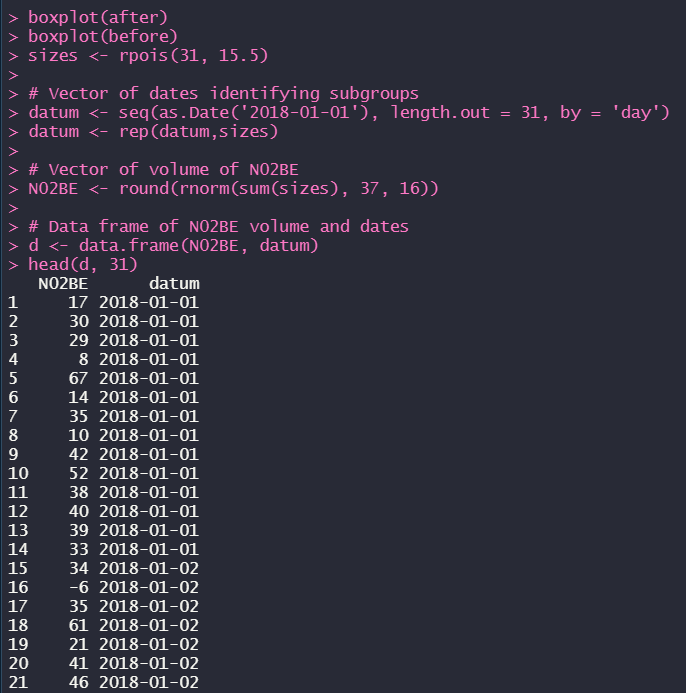 > boxplot(after)
> boxplot(before)
> sizes <- rpois(31, 15.5)
>
> # Vector of dates identifying subgroups
> datum <- seq(as.Date('2018-01-01'), length.out = 31, by = 'day')
> datum <- rep(datum,sizes)
>
> # Vector of volume of NO2BE
> NO2BE <- round(rnorm(sum(sizes), 37, 16))
>
> # Data frame of NO2BE volume and dates
> d <- data.frame(NO2BE, datum)
> head(d, 31)
   NO2BE      datum
1     17 2018-01-01
2     30 2018-01-01
3     29 2018-01-01
4      8 2018-01-01
5     67 2018-01-01
6     14 2018-01-01
7     35 2018-01-01
8     10 2018-01-01
9     42 2018-01-01
10    52 2018-01-01
11    38 2018-01-01
12    40 2018-01-01
13    39 2018-01-01
14    33 2018-01-01
15    34 2018-01-02
16    -6 2018-01-02
17    35 2018-01-02
18    61 2018-01-02
19    21 2018-01-02
20    41 2018-01-02
21    46 2018-01-02